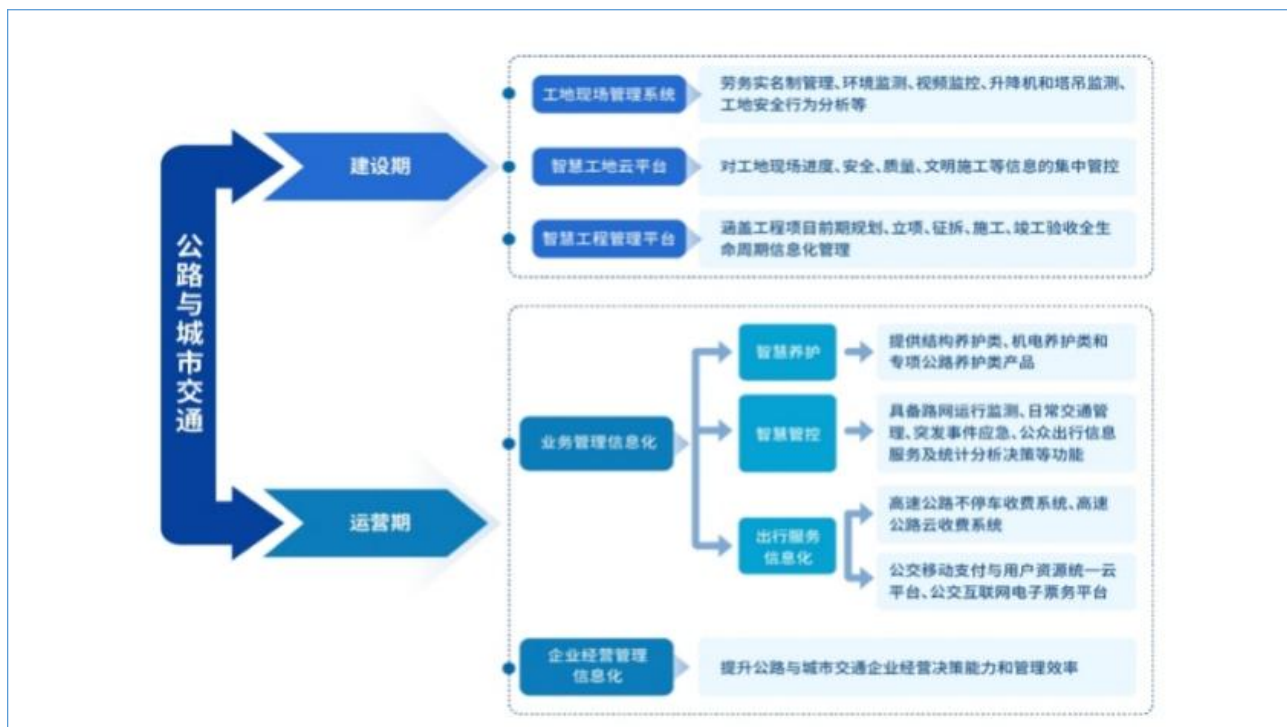 公路与城市交通
建设期
工地现场管理系统
劳务实名制管理、环境监测、视频监控、升降机和塔吊监测、
工地安全行为分析等
智慧工地云平台
对工地现场进度、安全、质量、文明施工等信息的集中管控
智慧工程管理平台
涵盖工程项目前期规划、立项、征拆、施工、竣工验收全生
命周期信息化管理
运营期
业务管理信息化
智慧养护
提供结构养护类、机电养护类和
专项公路养护类产品
智慧管控
具备路网运行监测、日常交通管
理、突发事件应急、公众出行信息
服务及统计分析决策等功能
出行服务
信息化
高速公路不停车收费系统、高速
公路云收费系统
公交移动支付与用户资源统一云
平台、公交互联网电子票务平台
企业经营管理
信息化
提升公路与城市交通企业经营决策能力和管理效率